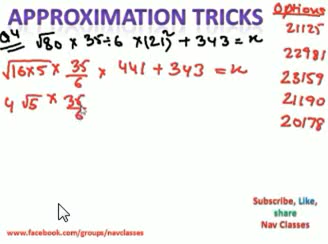 APPROXIMATION TRICKS
Q4 √80 × 35 ÷ 6 × (21)² + 343 = x
√16×5 × 35/6 × 441 + 343 = x
4 √5 × 35/6
Options
21125
22981
23159
21190
20178
Subscribe, Like,
share
Nav Classes
www.facebook.com/groups/navclasses